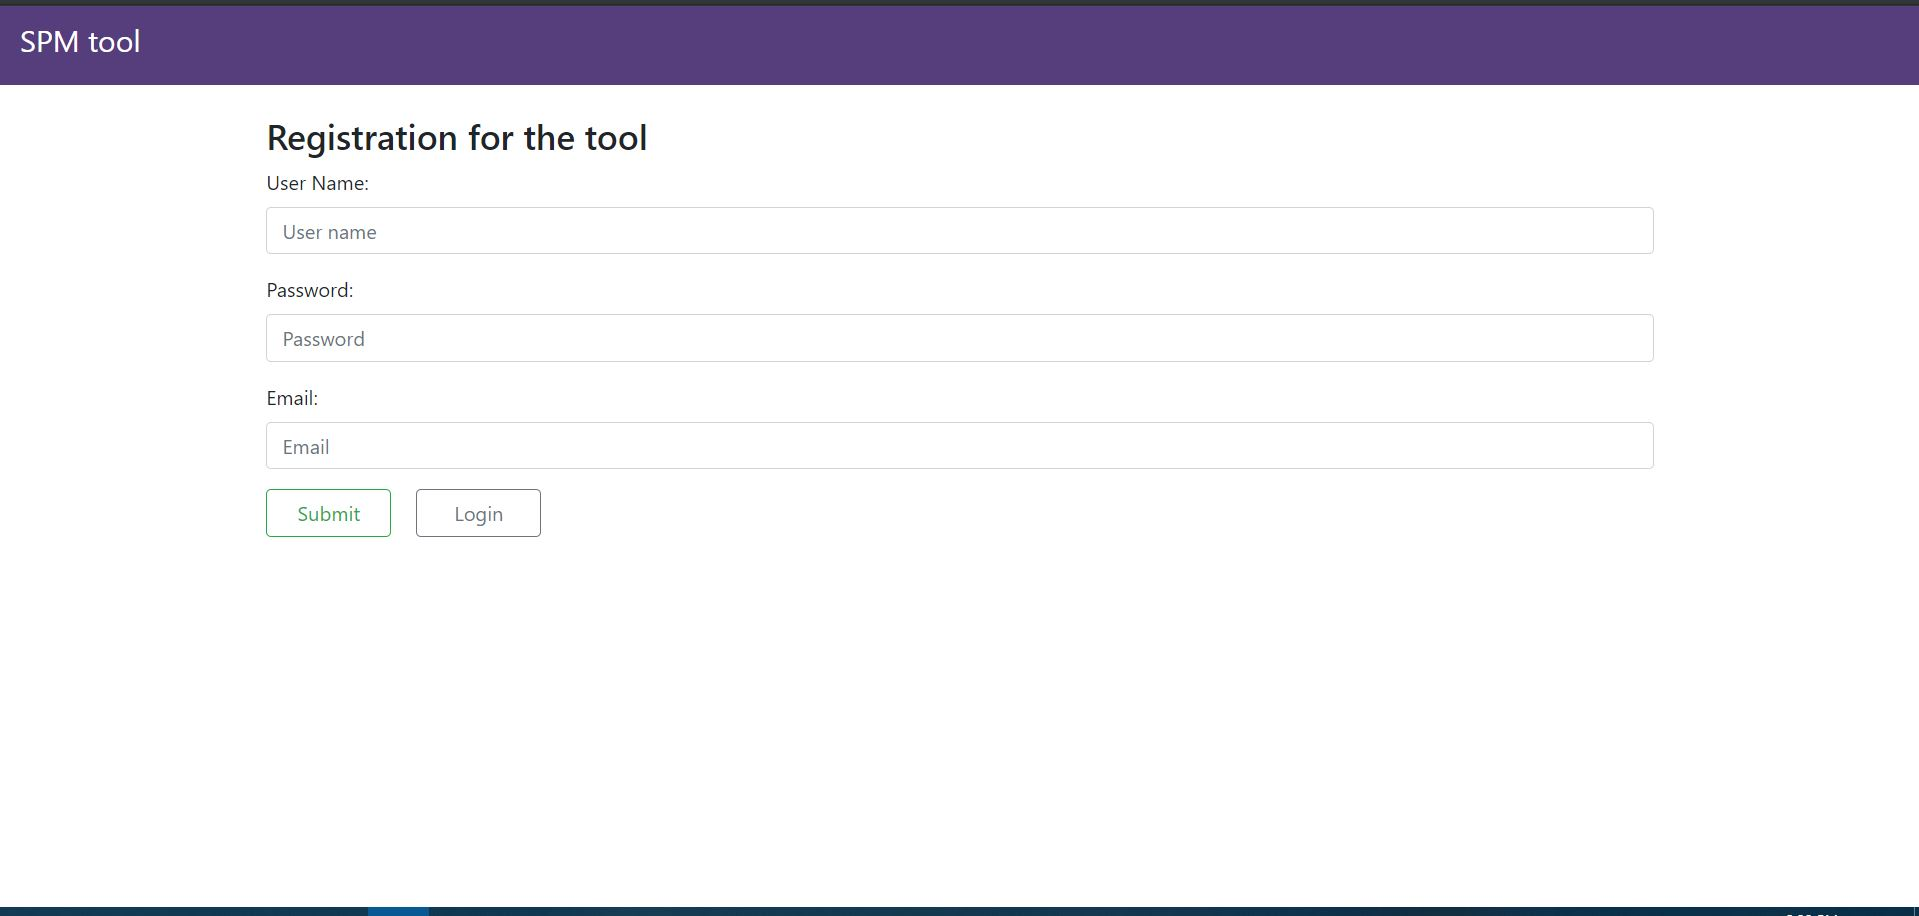 SPM tool
Registration for the tool
User Name:
User name
Password:
Password
Email:
Email
Submit Login